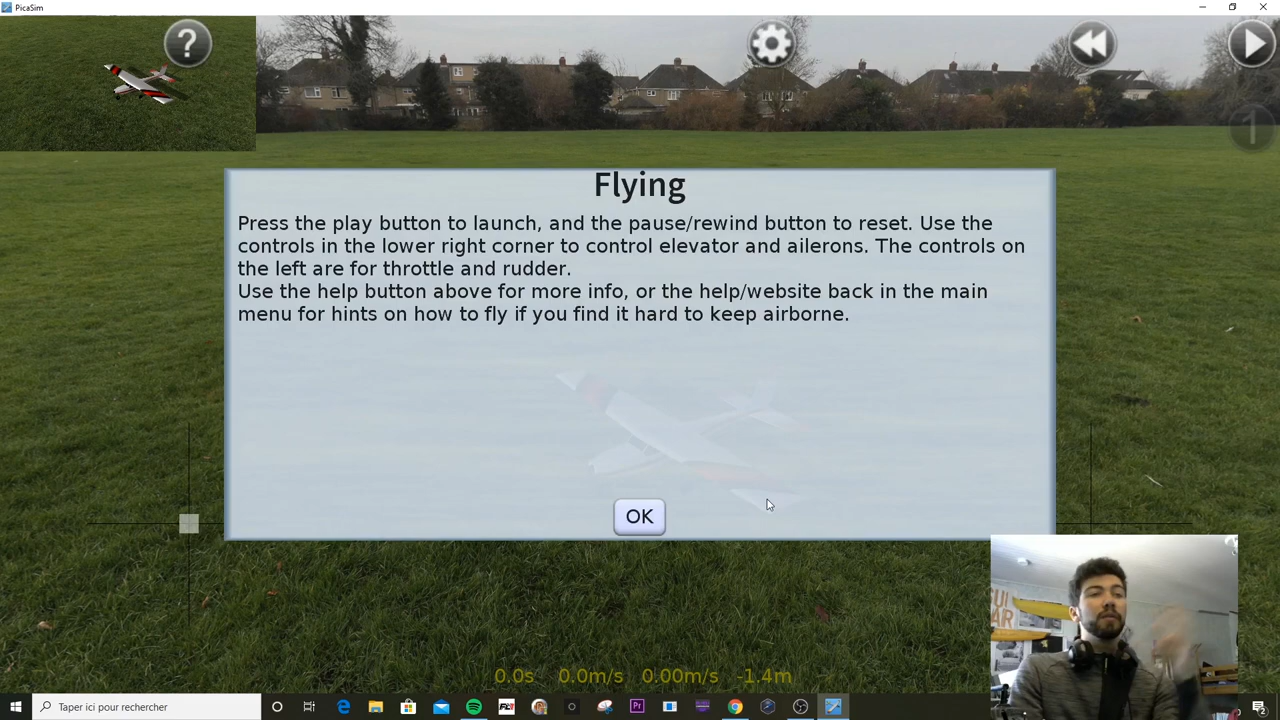 PicaSim
?
1
Flying
Press the play button to launch, and the pause/rewind button to reset. Use the
controls in the lower right corner to control elevator and ailerons. The controls on
the left are for throttle and rudder.
Use the help button above for more info, or the help/website back in the main
menu for hints on how to fly if you find it hard to keep airborne.
OK
0.0s 0.0m/s 0.00m/s -1.4m
Taper ici pour rechercher
Pr
2